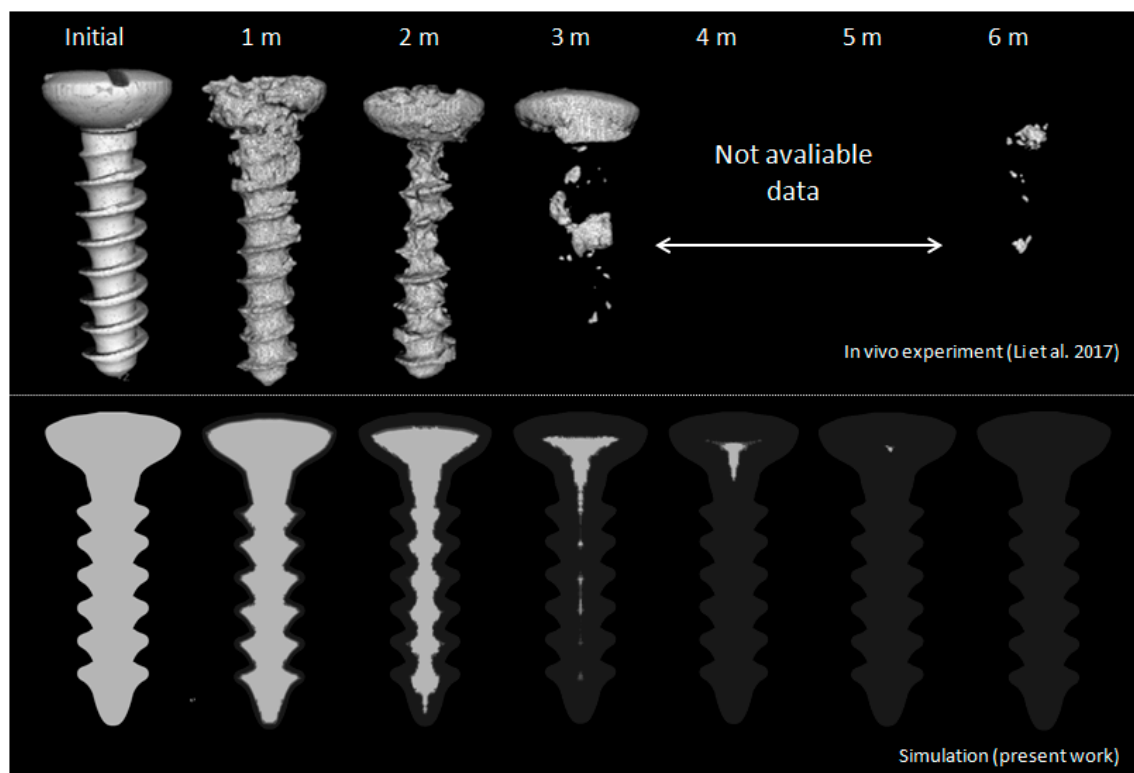 Initial 1 m 2 m 3 m 4 m 5 m 6 m
Not avaliable
data
In vivo experiment (Li et al. 2017)
Simulation (present work)